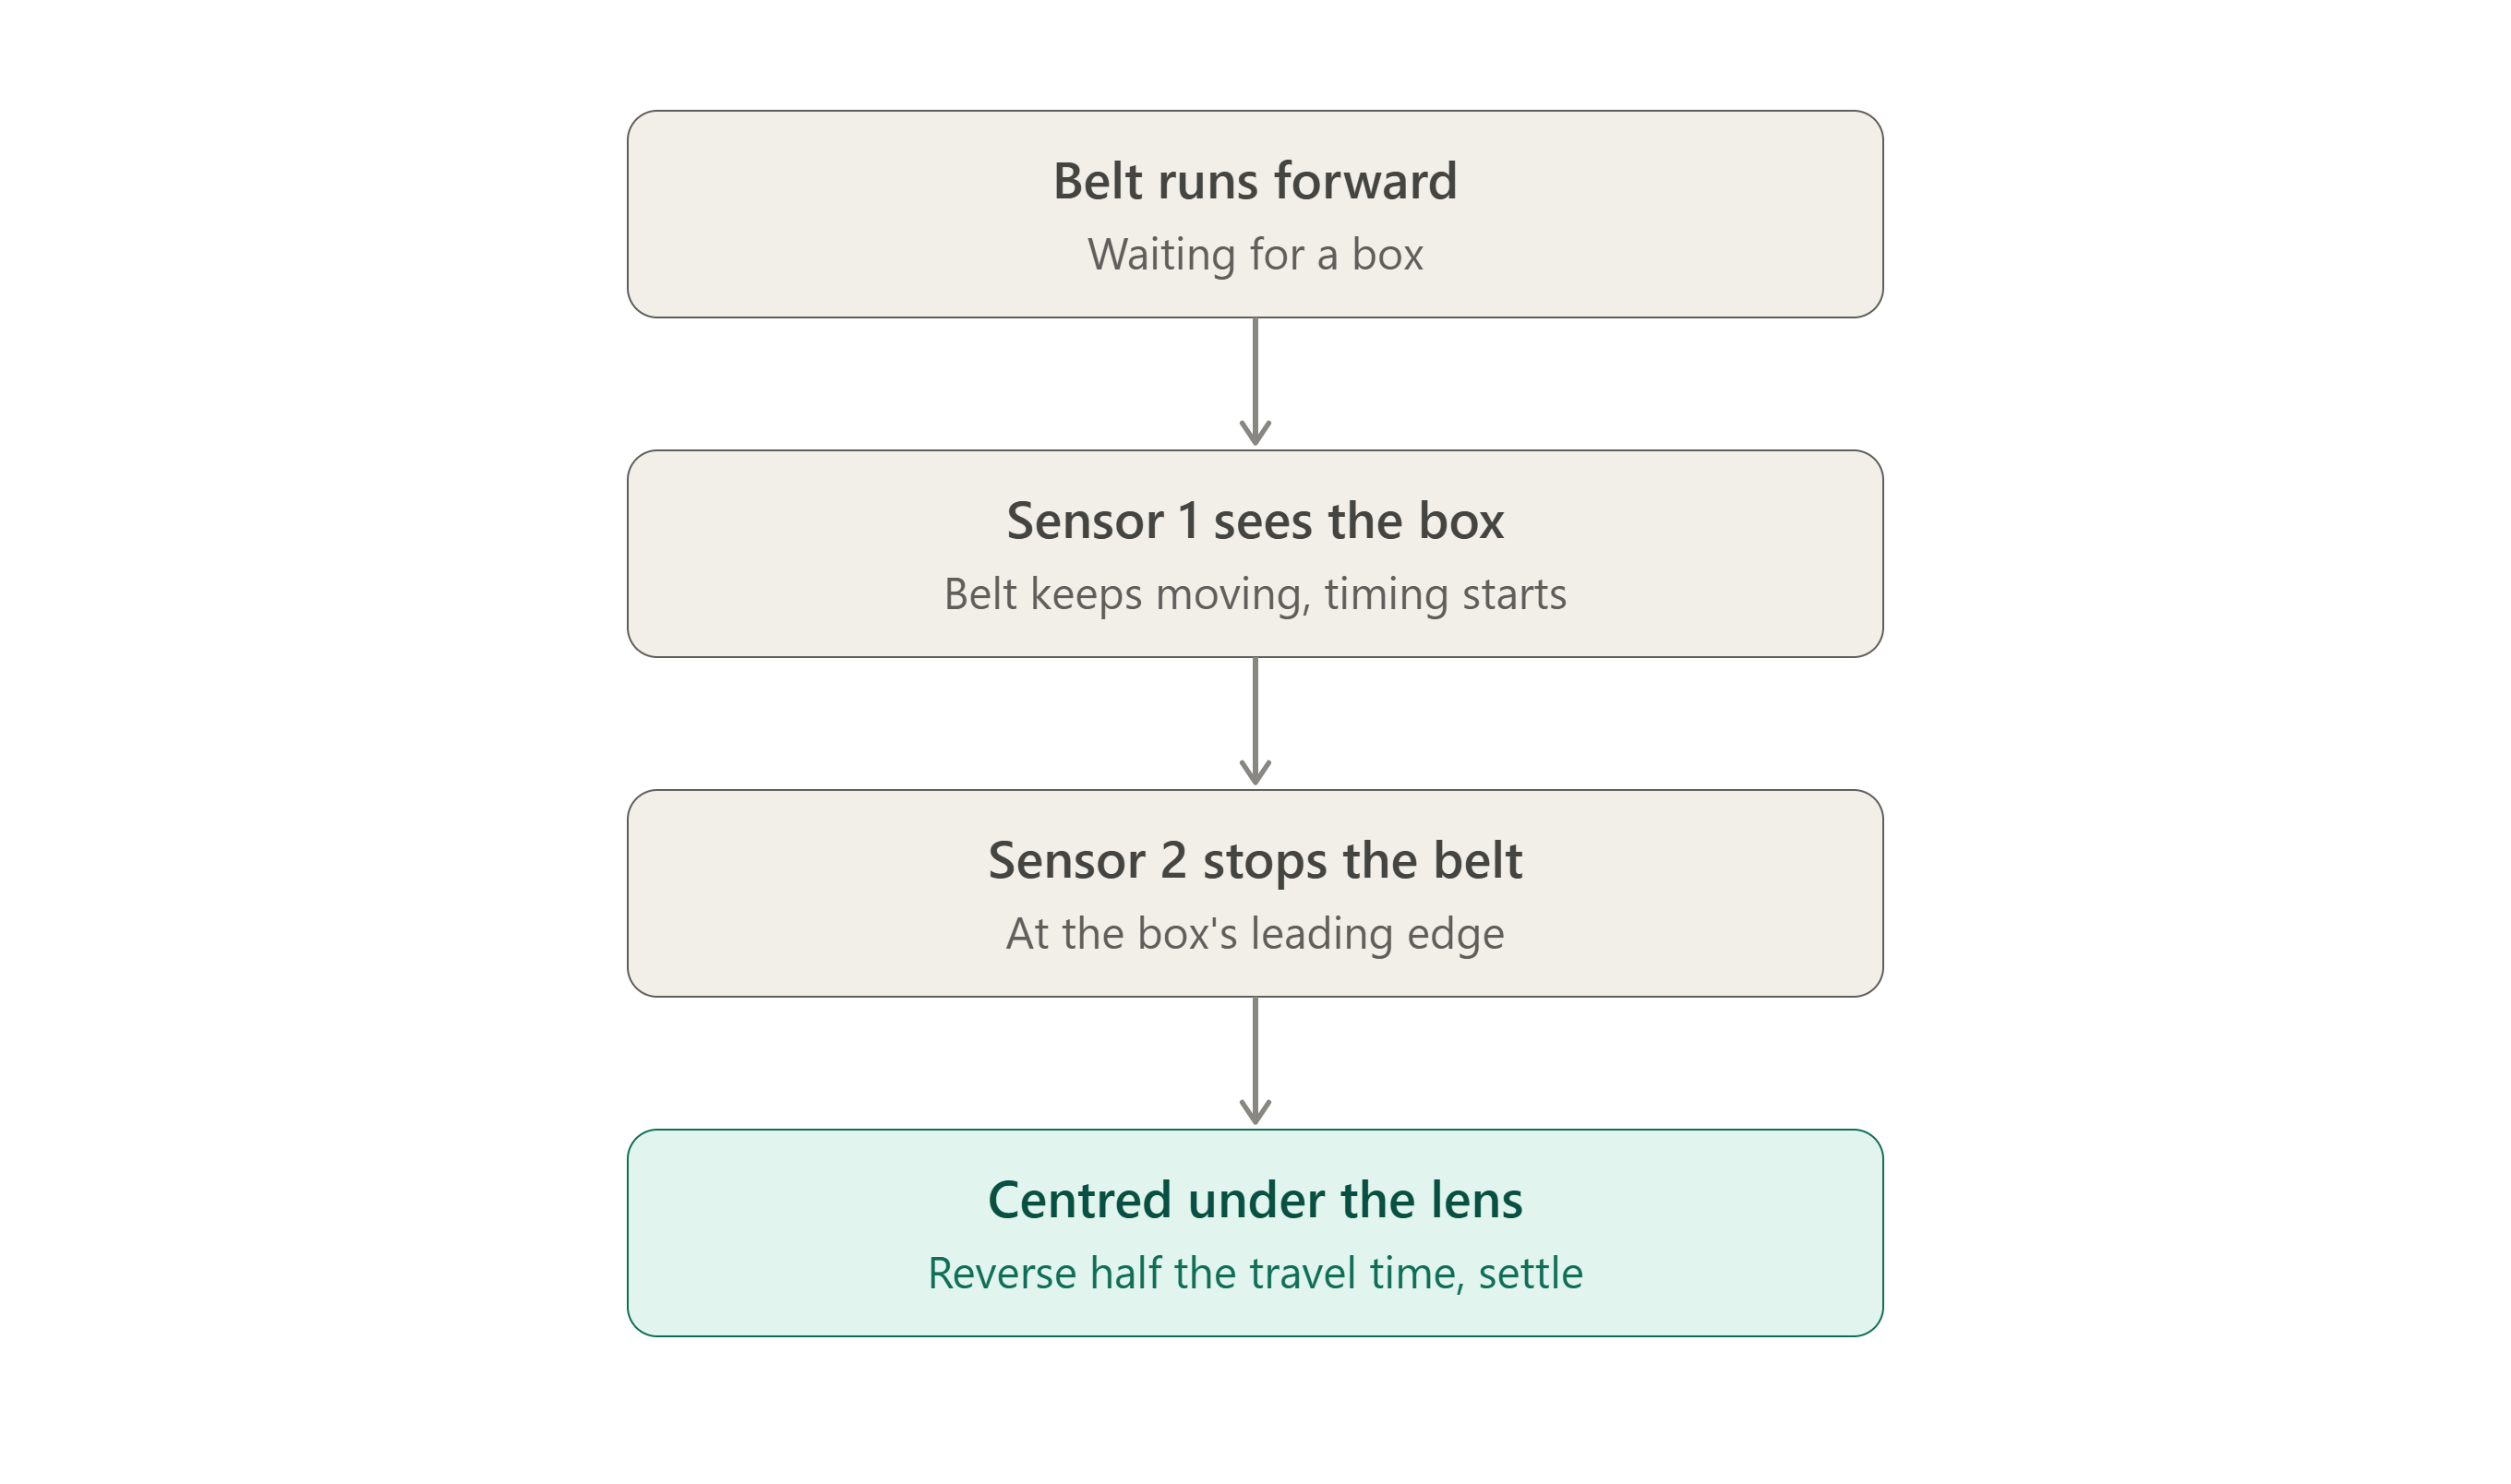 Belt runs forward
Waiting for a box
Sensor 1 sees the box
Belt keeps moving, timing starts
Sensor 2 stops the belt
At the box's leading edge
Centred under the lens
Reverse half the travel time, settle